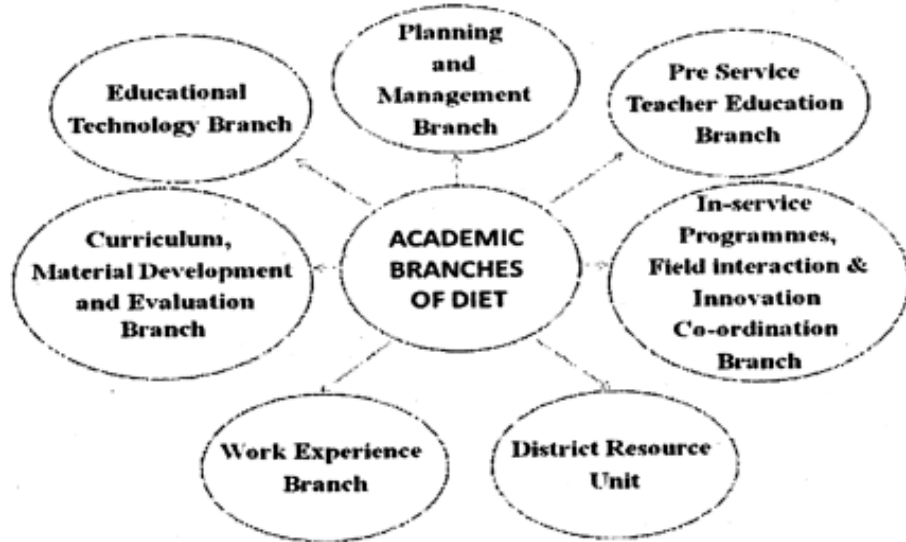 Planning
and
Management
Branch
Educational
Technology Branch
Pre Service
Teacher Education
Branch
Curriculum,
Material Development
and Evaluation
Branch
ACADEMIC
BRANCHES
OF DIET
In-service
Programmes,
Field interaction &
Innovation
Co-ordination
Branch
Work Experience
Branch
District Resource
Unit